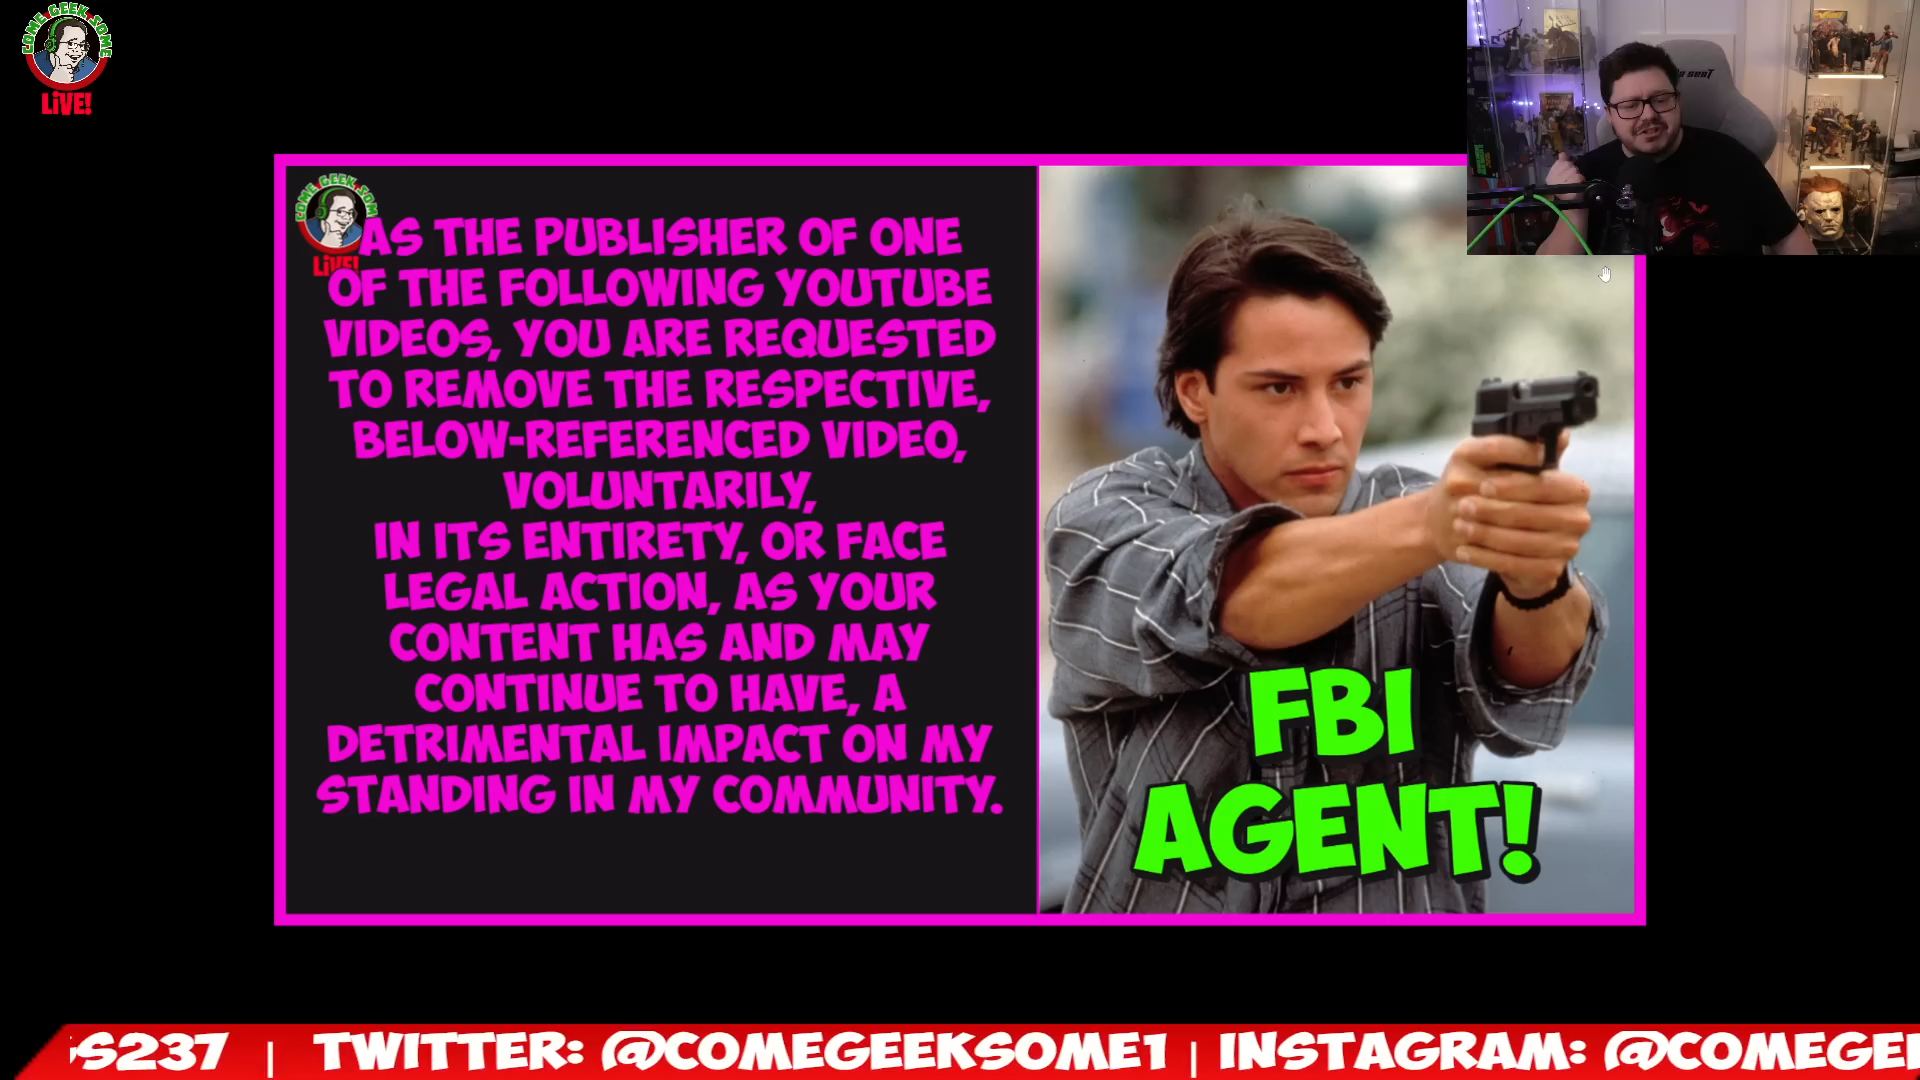 COME GEEK SOME
LIVE!
COME GEEK SOM
LIVE!
AS THE PUBLISHER OF ONE
OF THE FOLLOWING YOUTUBE
VIDEOS, YOU ARE REQUESTED
TO REMOVE THE RESPECTIVE,
BELOW-REFERENCED VIDEO,
VOLUNTARILY,
IN ITS ENTIRETY, OR FACE
LEGAL ACTION, AS YOUR
CONTENT HAS AND MAY
CONTINUE TO HAVE, A
DETRIMENTAL IMPACT ON MY
STANDING IN MY COMMUNITY.
FBI
AGENT!
S237 | TWITTER: @COMEGEEKSOME1 | INSTAGRAM: @COMEGE